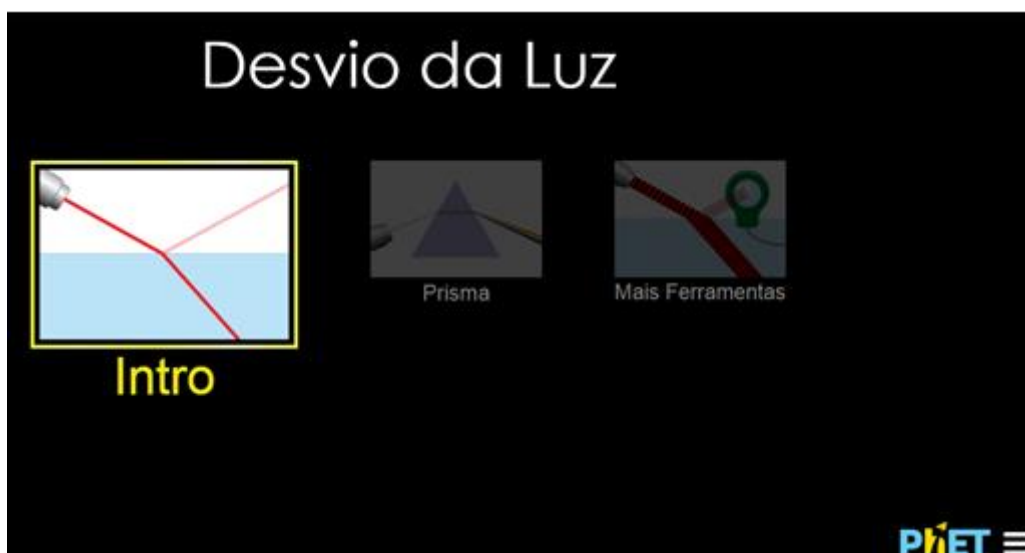 Desvio da Luz
Intro
Prisma
Mais Ferramentas
PhET